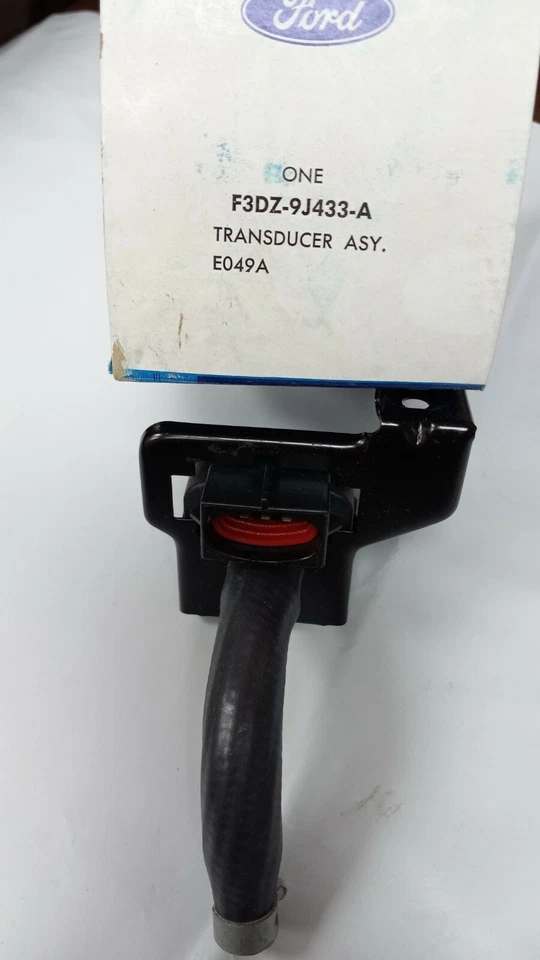 Ford
ONE
F3DZ-9J433-A
TRANSDUCER ASY.
E049A